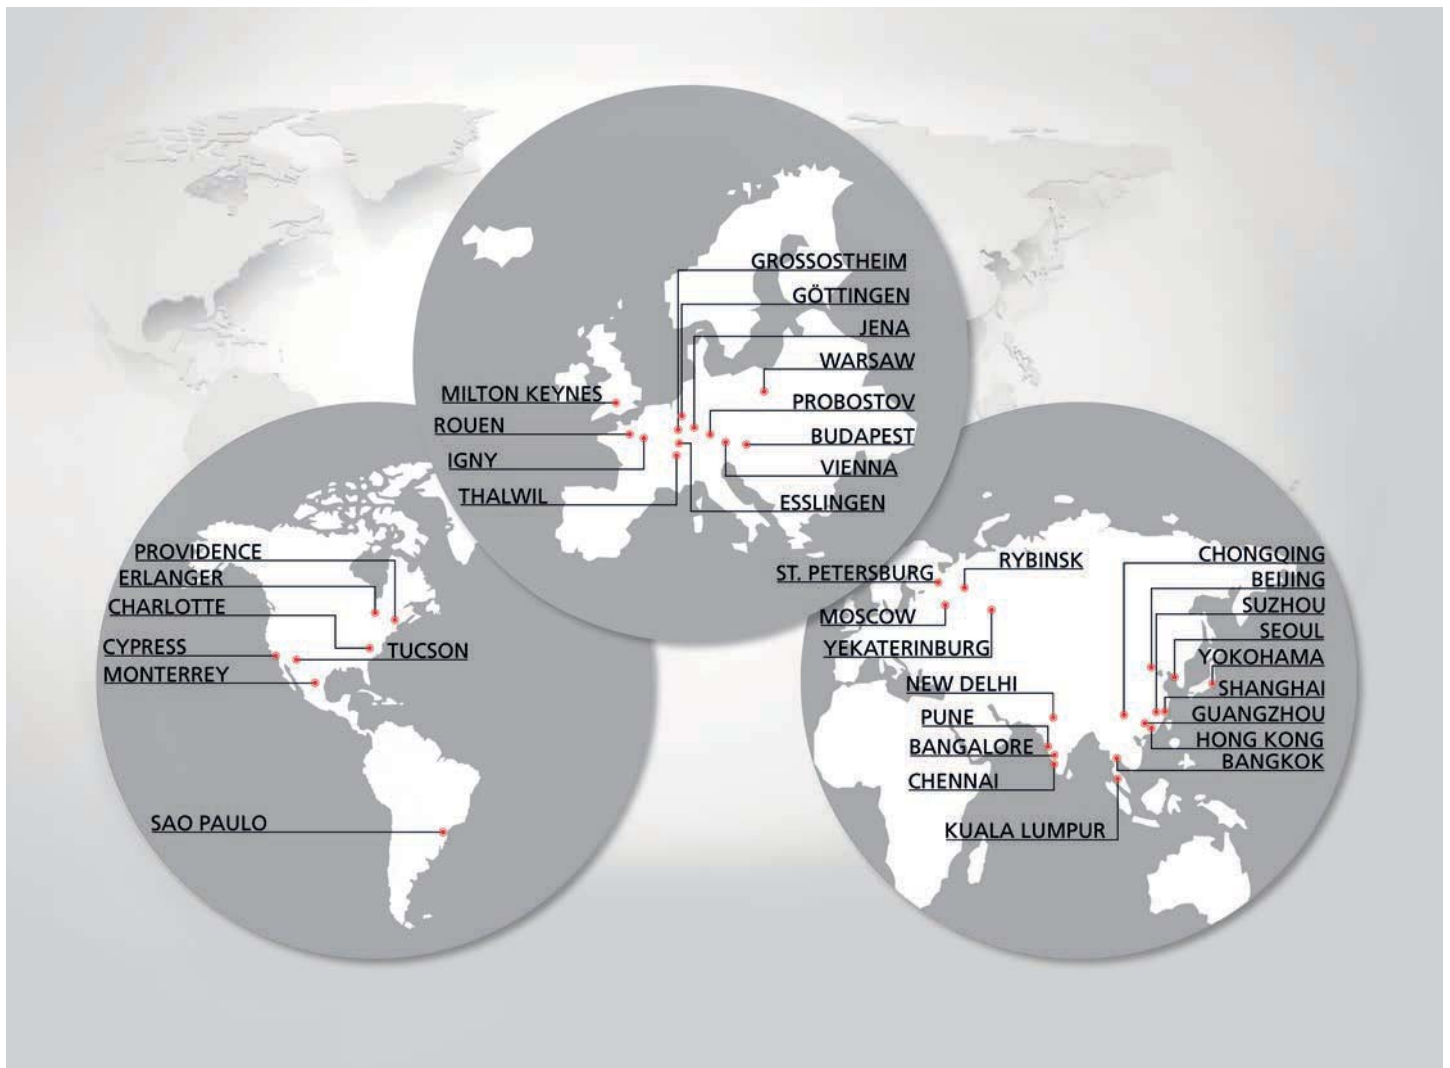 GROSSOSTHEIM
GÖTTINGEN
JENA
WARSAW
MILTON KEYNES
PROBOSTOV
ROUEN
BUDAPEST
IGNY
VIENNA
THALWIL
ESSLINGEN
PROVIDENCE
ERLANGER
CHARLOTTE
CYPRESS
TUCSON
MONTERREY
SAO PAULO
ST. PETERSBURG
RYBINSK
MOSCOW
YEKATERINBURG
NEW DELHI
PUNE
BANGALORE
CHENNAI
KUALA LUMPUR
CHONGQING
BEIJING
SUZHOU
SEOUL
YOKOHAMA
SHANGHAI
GUANGZHOU
HONG KONG
BANGKOK